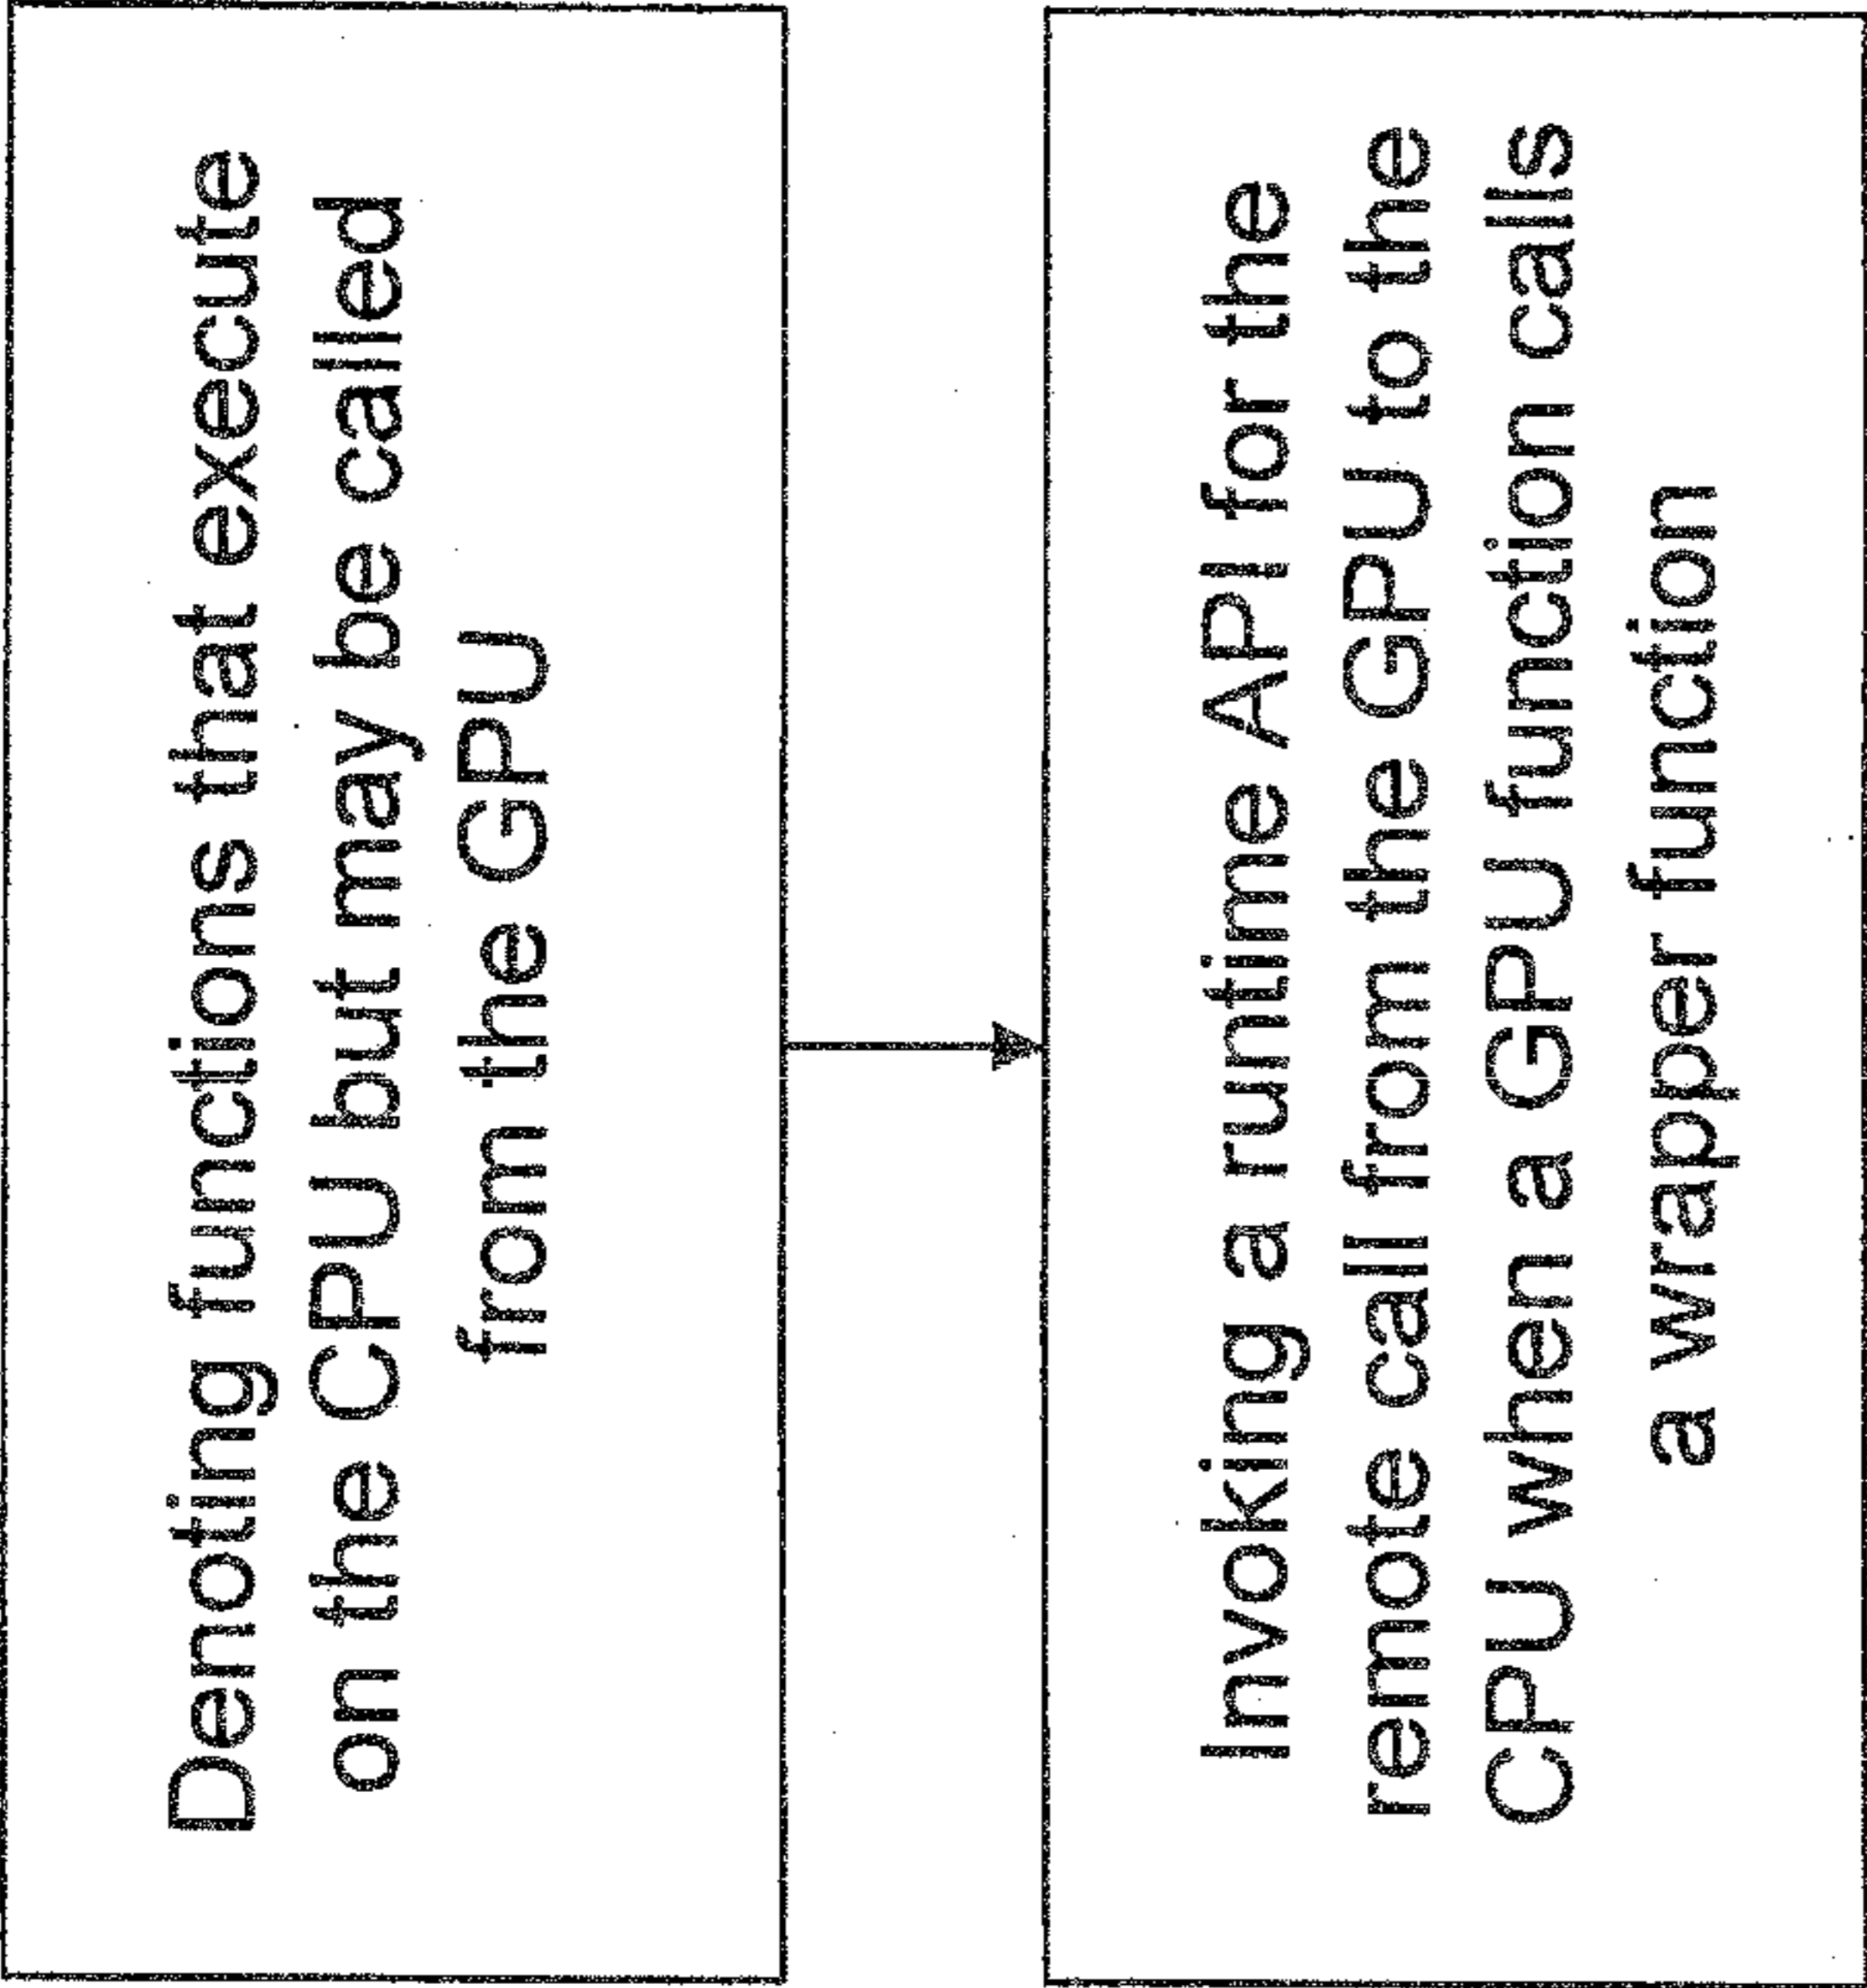 Denoting functions that execute
on the CPU but may be called
from the GPU
Invoking a runtime API for the
remote call from the GPU to the
CPU when a GPU function calls
a wrapper function